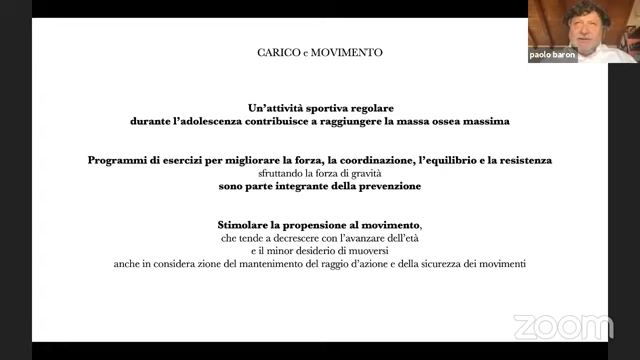 CARICO e MOVIMENTO
paolo baron
Un'attività sportiva regolare
durante l'adolescenza contribuisce a raggiungere la massa ossea massima
Programmi di esercizi per migliorare la forza, la coordinazione, l'equilibrio e la resistenza
sfruttando la forza di gravità
sono parte integrante della prevenzione
Stimolare la propensione al movimento,
che tende a decrescere con l'avanzare dell'età
e il minor desiderio di muoversi
anche in considera zione del mantenimento del raggio d'azione e della sicurezza dei movimenti
zoom